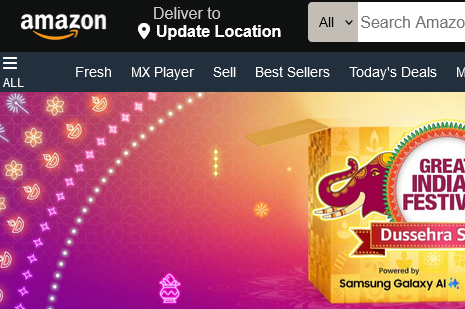 amazon
Deliver to
Update Location
All
Search Amazo
ALL
Fresh MX Player Sell Best Sellers Today's Deals M
GREA
INDIA
FESTIV
Dussehra S
Powered by
Samsung Galaxy AI